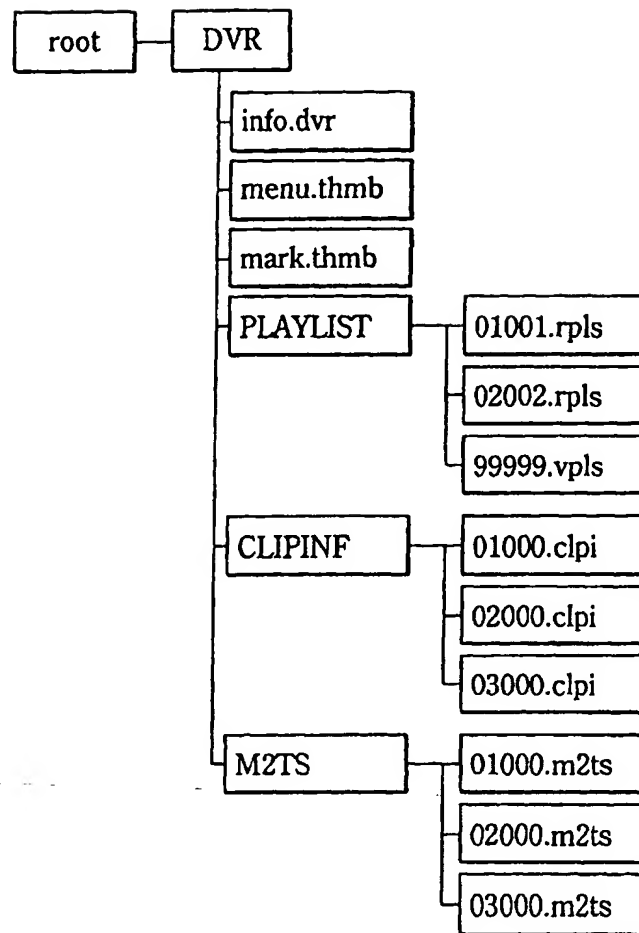 root
DVR
info.dvr
menu.thmb
mark.thmb
PLAYLIST
01001.rpls
02002.rpls
99999.vpls
CLIPINF
01000.clpi
02000.clpi
03000.clpi
M2TS
01000.m2ts
02000.m2ts
03000.m2ts